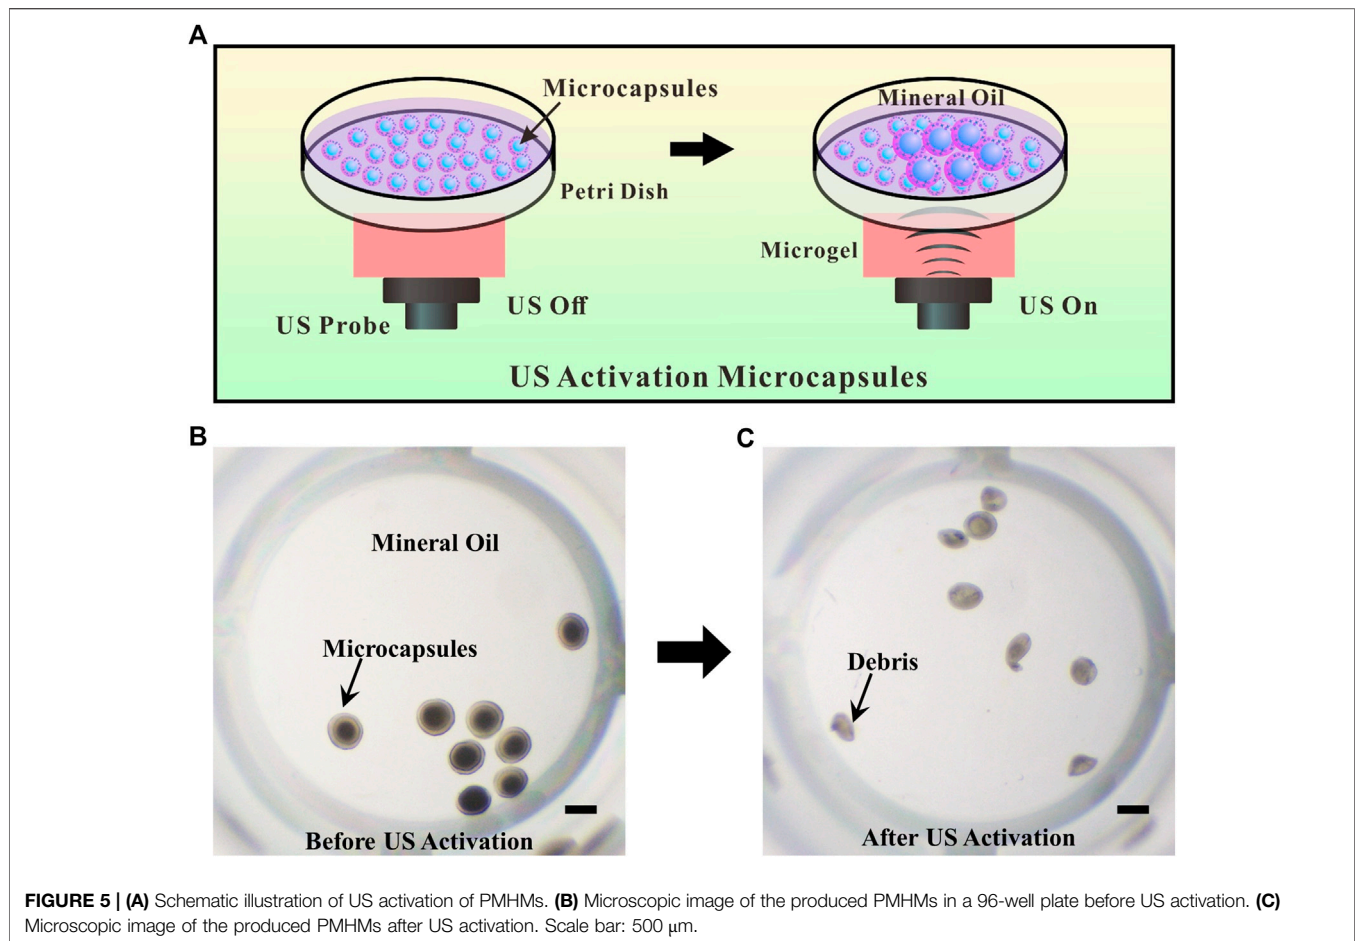 A
Microcapsules
Mineral Oil
Petri Dish
Microgel
US Off
US On
US Probe
US Activation Microcapsules
B
C
Mineral Oil
Microcapsules
Debris
Before US Activation
After US Activation
FIGURE 5 | (A) Schematic illustration of US activation of PMHMs. (B) Microscopic image of the produced PMHMs in a 96-well plate before US activation. (C)
Microscopic image of the produced PMHMs after US activation. Scale bar: 500 μm.